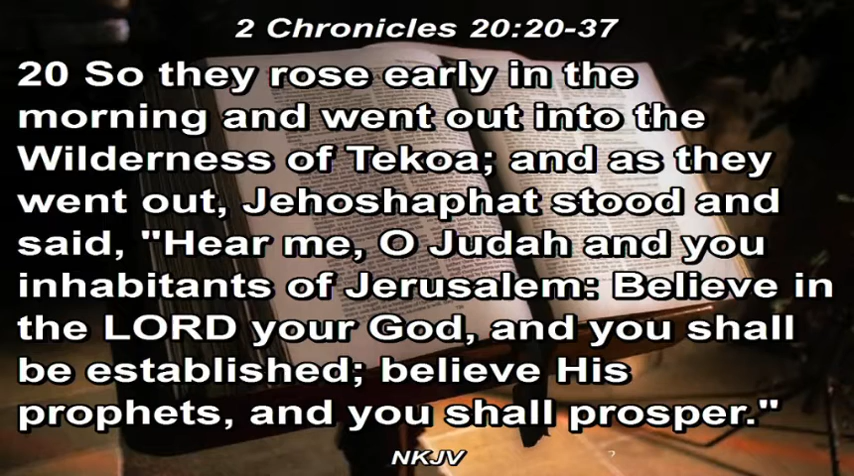 2 Chronicles 20:20-37
20 So they rose early in the
morning and went out into the
Wilderness of Tekoa; and as they
went out, Jehoshaphat stood and
said, "Hear me, O Judah and you
inhabitants of Jerusalem: Believe in
the LORD your God, and you shall
be established; believe His
prophets, and you shall prosper."
NKJV
?